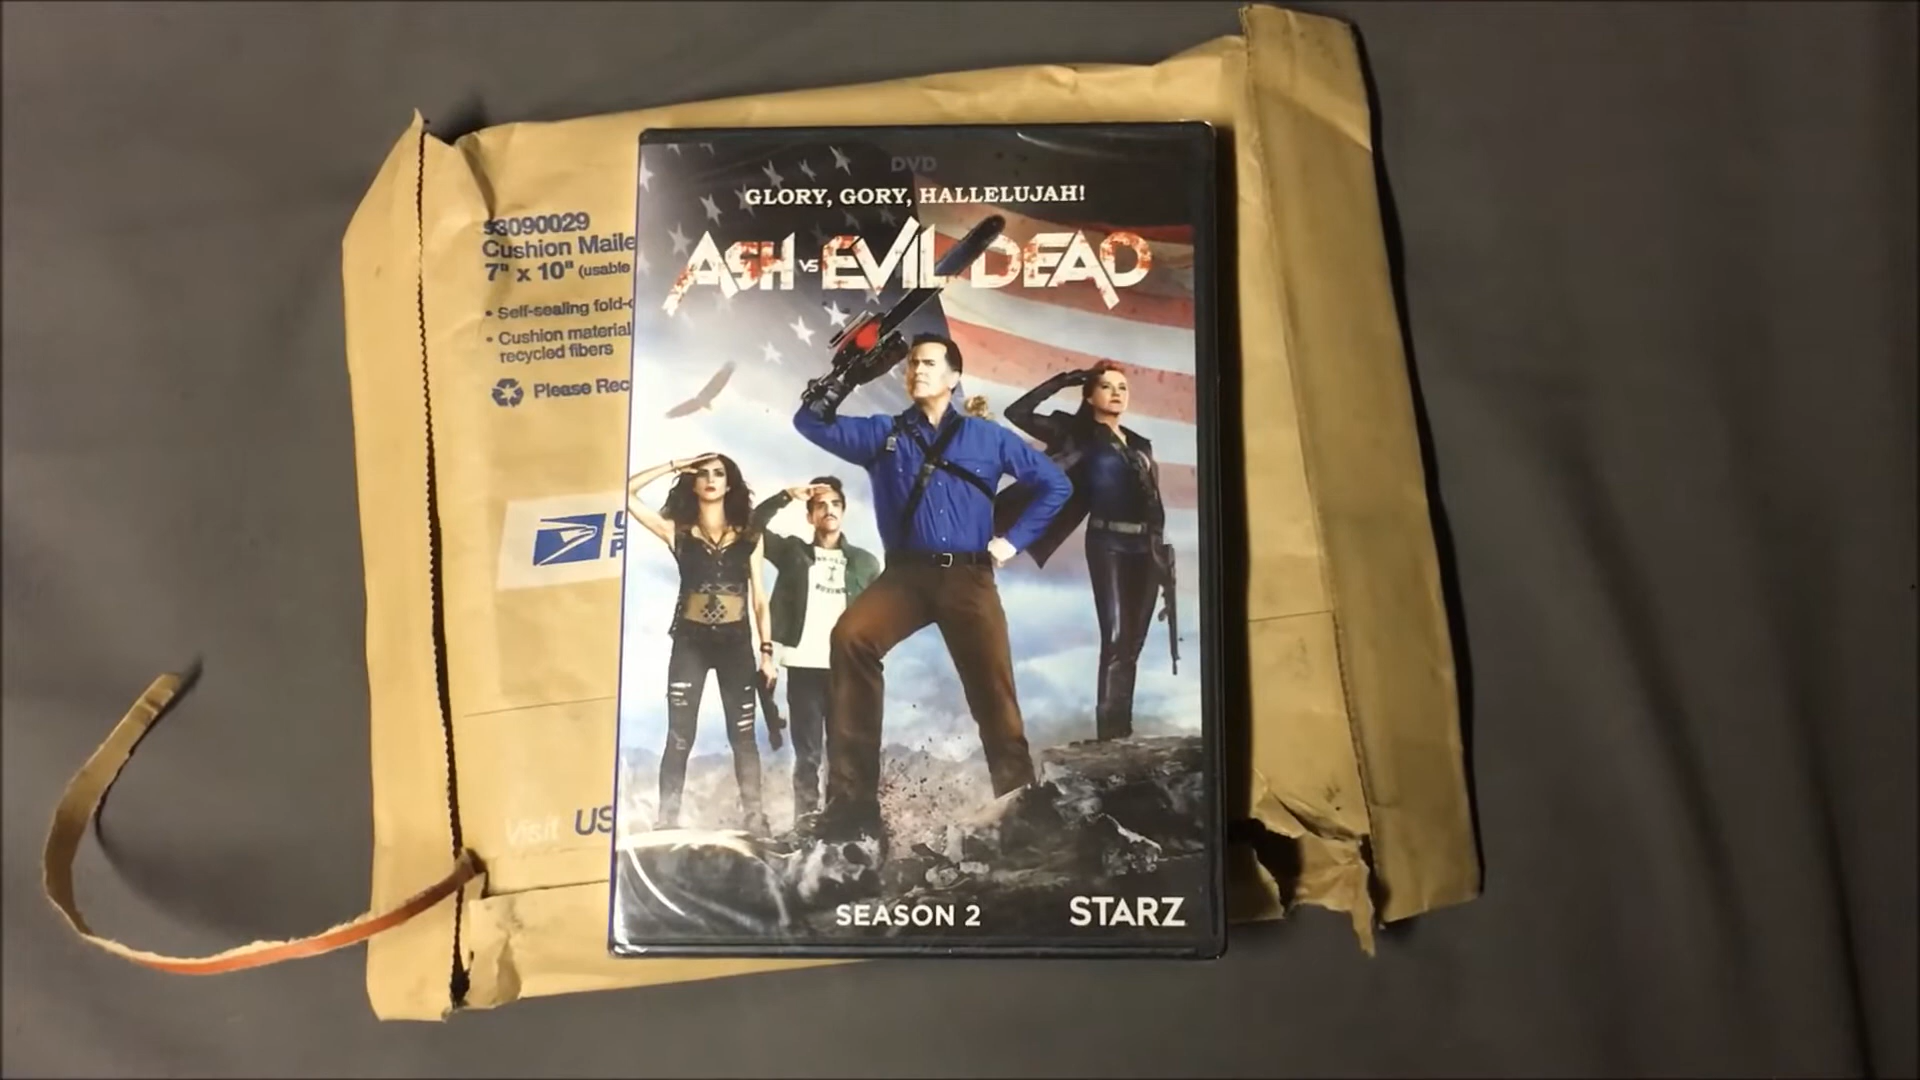 DVD
GLORY, GORY, HALLELUJAH!
ASH vs EVIL DEAD
SEASON 2
STARZ
93090029
Cushion Maile
7" x 10" (usable
• Self-sealing fold-
• Cushion material
recycled fibers
Please Rec
Visit US